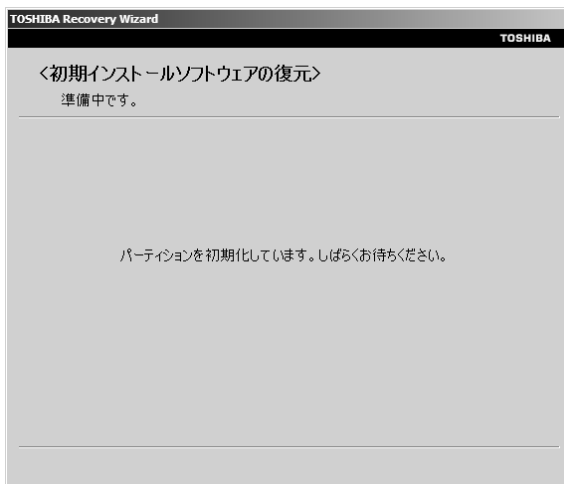 TOSHIBA Recovery Wizard
TOSHIBA
<初期インストールソフトウェアの復元>
準備中です。
パーティションを初期化しています。しばらくお待ちください。